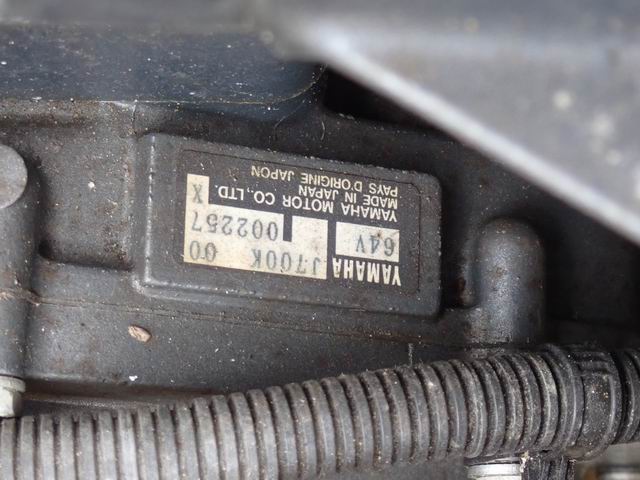 YAMAHA J700K 00
64V 002257
X
YAMAHA MOTOR CO.,LTD.
MADE IN JAPAN
PAYS D'ORIGINE JAPON